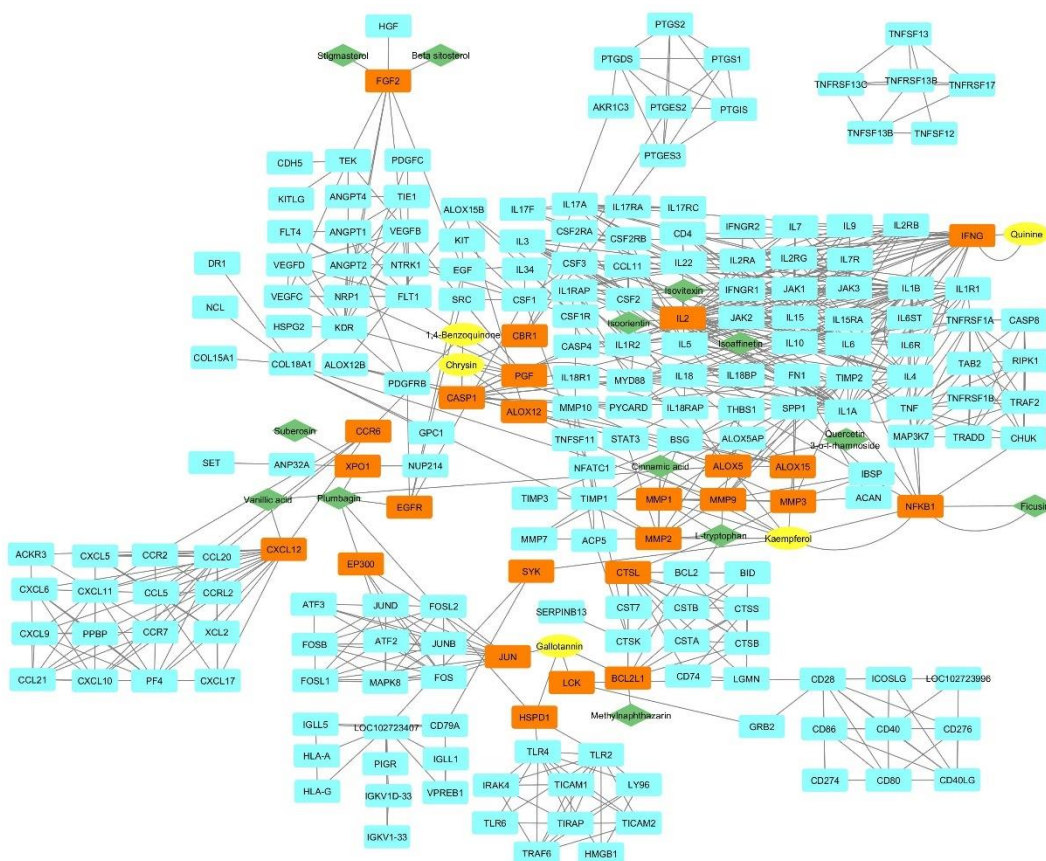 HGF
Stigmasterol
Beta sitosterol
FGF2
PTGS2
PTGDS
PTGS1
AKR1C3
PTGES2
PTGIS
PTGES3
TNFSF13
TNFRSF13C
TNFRSF13B
TNFRSF17
TNFSF13B
TNFSF12
CDH5
TEK
PDGFC
KITLG
ANGPT4
TIE1
FLT4
ANGPT1
VEGFB
VEGFD
ANGPT2
NTRK1
VEGFC
NRP1
FLT1
HSPG2
KDR
DR1
NCL
COL15A1
COL18A1
ALOX12B
ALOX15B
KIT
EGF
SRC
IL17F
IL3
IL34
CSF1
IL17A
IL17RA
IL17RC
CSF2RA
CSF2RB
CD4
CSF3
CCL11
IL22
IL1RAP
CSF2
CSF1R
CASP4
IL1R2
IL18R1
MYD88
MMP10
PYCARD
TNFSF11
STAT3
NFATC1
IFNGR2
IL7
IL9
IL2RB
IL2RA
IL2RG
IL7R
IFNGR1
JAK1
JAK3
IL1B
IL1R1
JAK2
IL15
IL15RA
IL6ST
IL5
IL10
IL6
IL6R
IL18
IL18BP
FN1
TIMP2
IL4
IL18RAP
THBS1
SPP1
IL1A
TNF
BSG
ALOX5AP
MAP3K7
IFNG
Quinine
Isovitexin
Isoorientin
IL2
Isoaffinetin
TNFRSF1A
CASP8
TAB2
RIPK1
TNFRSF1B
TRAF2
TRADD
CHUK
1,4-Benzoquinone
CBR1
Chrysin
PGF
CASP1
ALOX12
PDGFRB
GPC1
Suberosin
CCR6
XPO1
SET
ANP32A
NUP214
Vanillic acid
Plumbagin
EGFR
Cinnamic acid
ALOX5
ALOX15
Quercetin
3-o-l-rhamnoside
IBSP
ACAN
TIMP3
TIMP1
MMP1
MMP9
MMP3
NFKB1
Ficusin
MMP7
ACP5
MMP2
L-tryptophan
Kaempferol
CXCL12
ACKR3
CXCL5
CCR2
CCL20
CXCL6
CXCL11
CCL5
CCRL2
CXCL9
PPBP
CCR7
XCL2
CCL21
CXCL10
PF4
CXCL17
EP300
SYK
CTSL
BCL2
BID
ATF3
JUND
FOSL2
FOSB
ATF2
JUNB
FOSL1
MAPK8
FOS
JUN
SERPINB13
CST7
CSTB
CTSS
CTSK
CSTA
CTSB
Gallotannin
LCK
BCL2L1
CD74
LGMN
Methylnaphthazarin
HSPD1
GRB2
CD28
ICOSLG
LOC102723996
CD86
CD40
CD276
CD274
CD80
CD40LG
IGLL5
LOC102723407
CD79A
HLA-A
PIGR
IGLL1
HLA-G
IGKV1D-33
VPREB1
IGKV1-33
TLR4
TLR2
IRAK4
TICAM1
LY96
TLR6
TIRAP
TICAM2
TRAF6
HMGB1